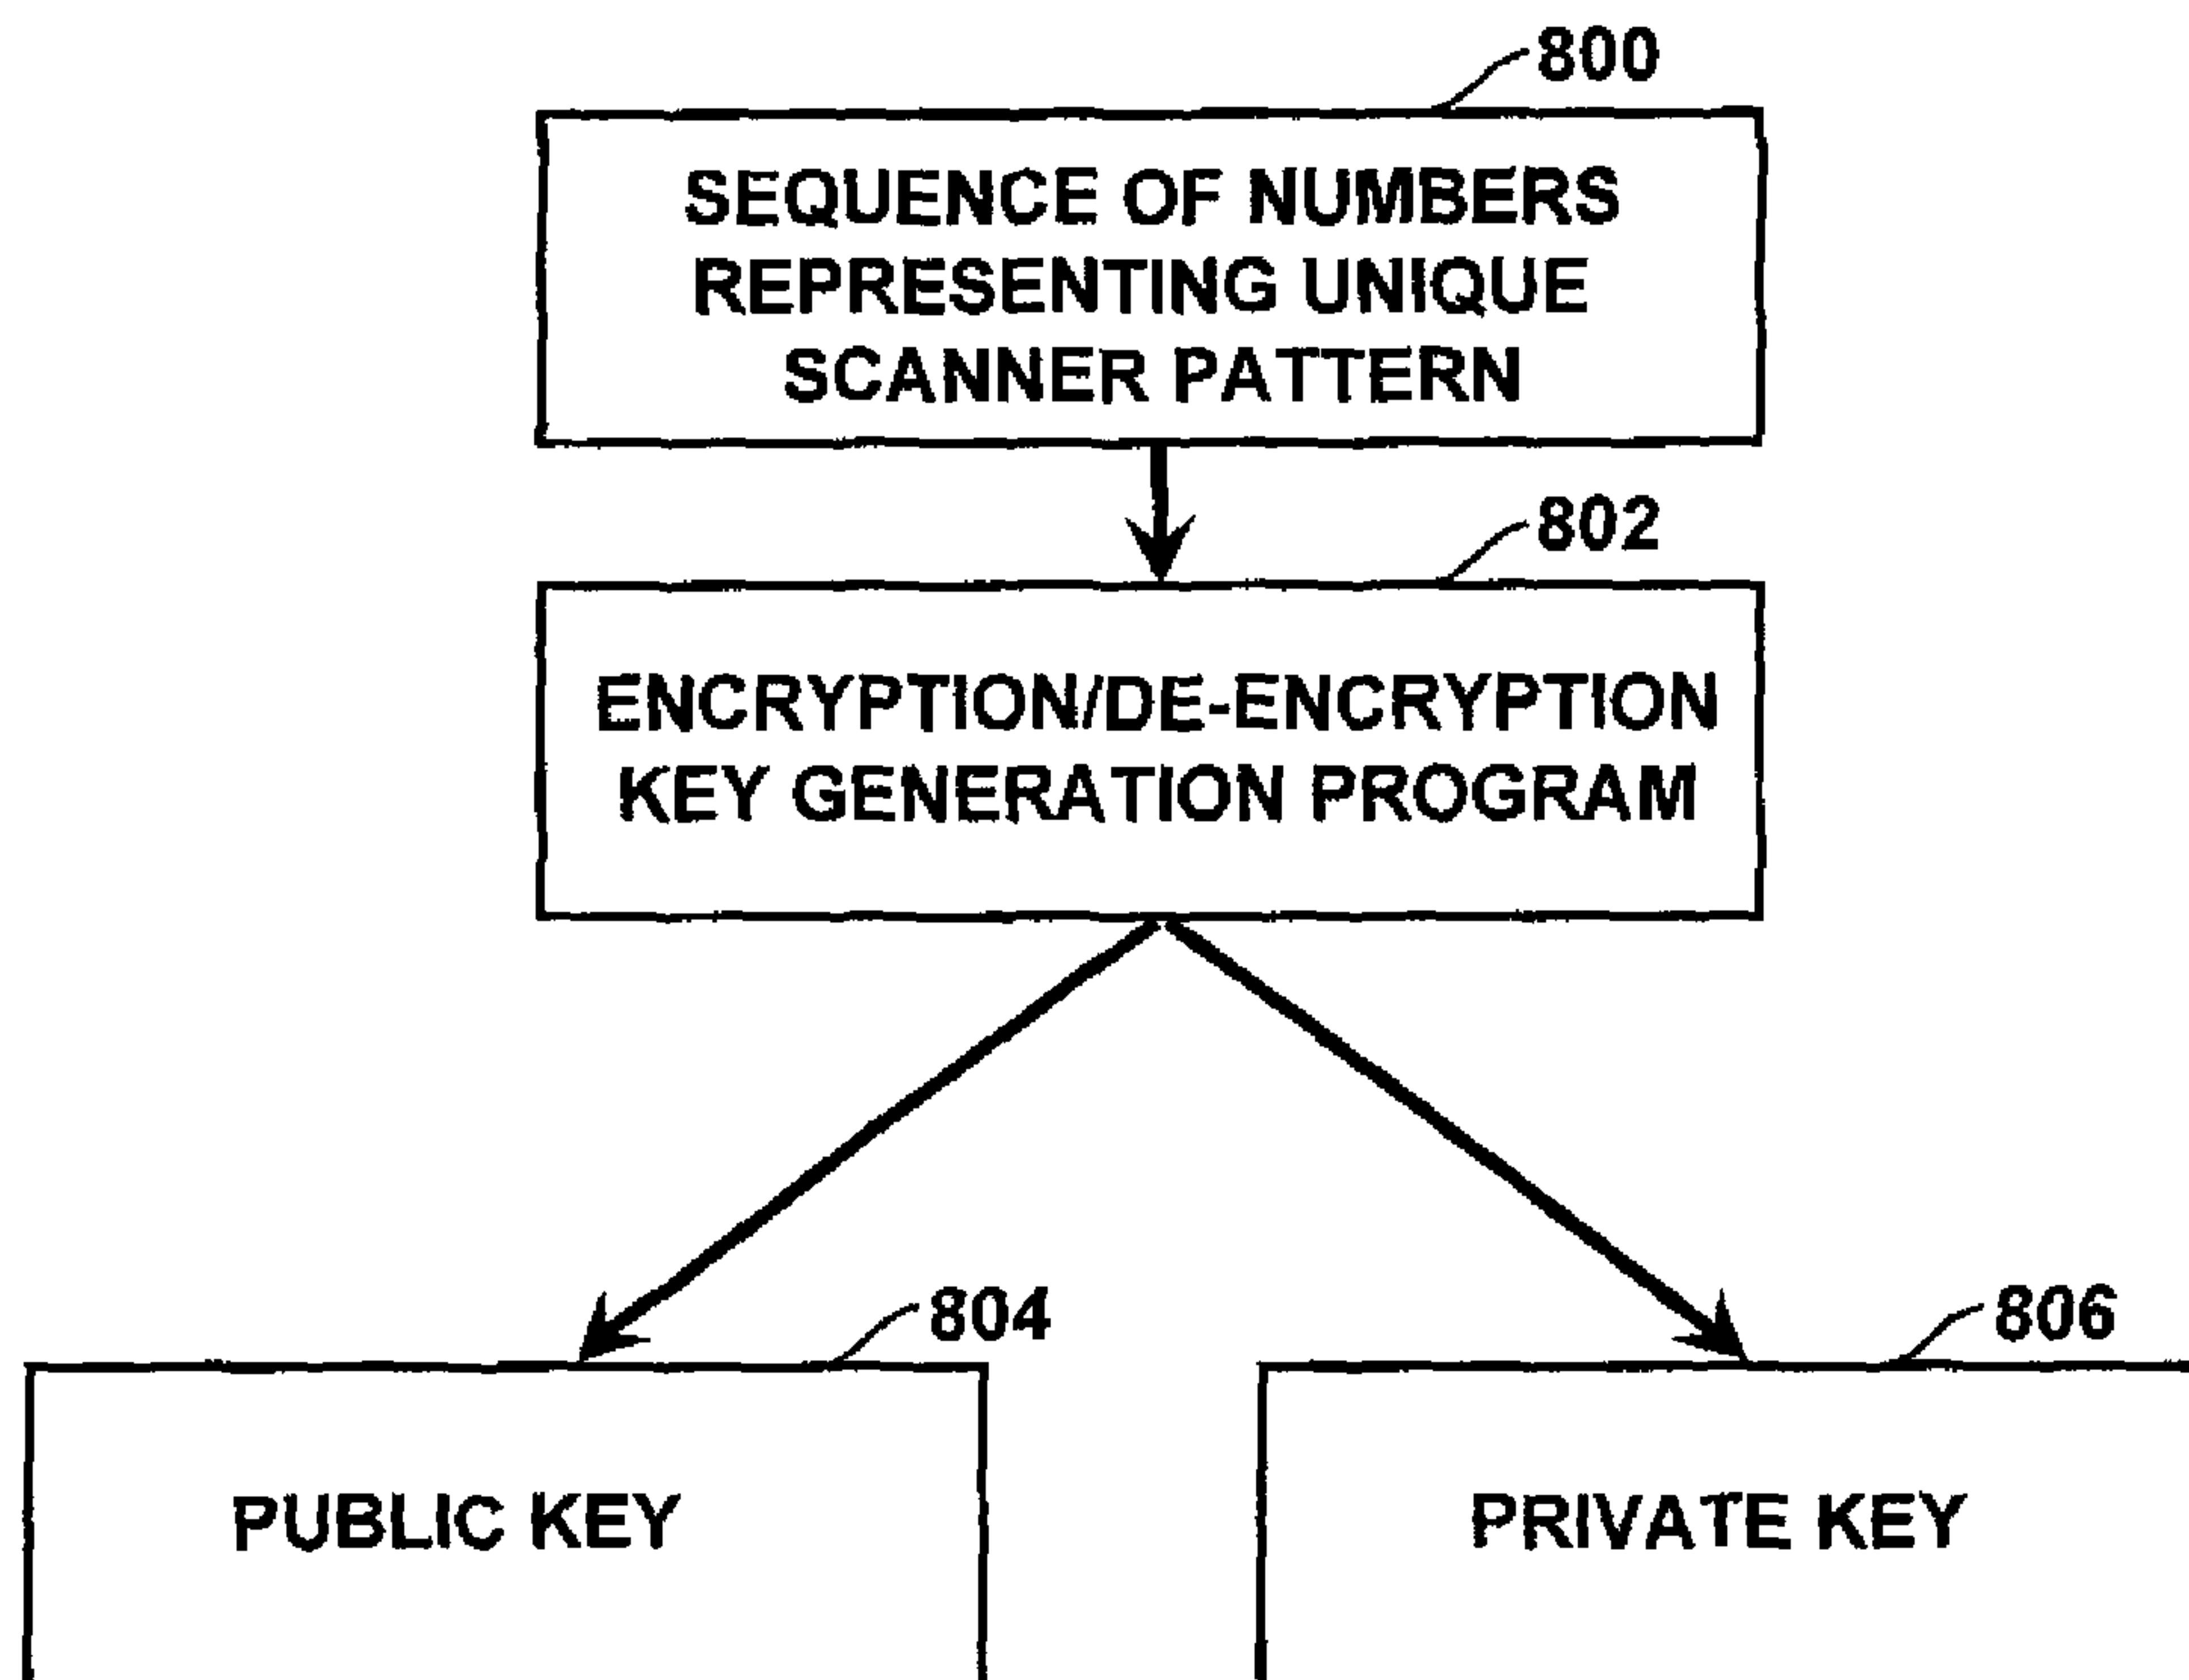 800
SEQUENCE OF NUMBERS
REPRESENTING UNIQUE
SCANNER PATTERN
802
ENCRYPTION/DE-ENCRYPTION
KEY GENERATION PROGRAM
804
806
PUBLIC KEY
PRIVATE KEY